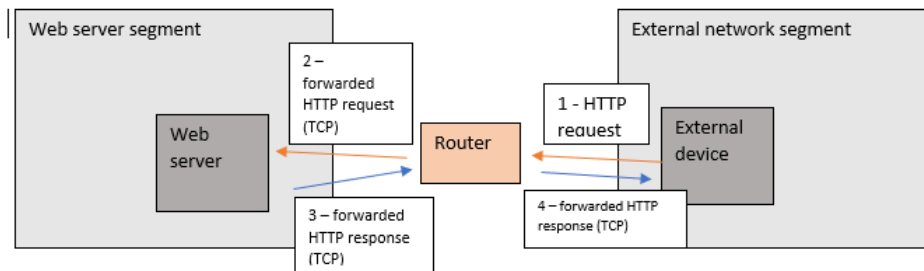 Web server segment
External network segment
2 –
forwarded
HTTP request
(TCP)
1 - HTTP
request
Web
server
Router
External
device
3 – forwarded
HTTP response
(TCP)
4 – forwarded HTTP
response (TCP)